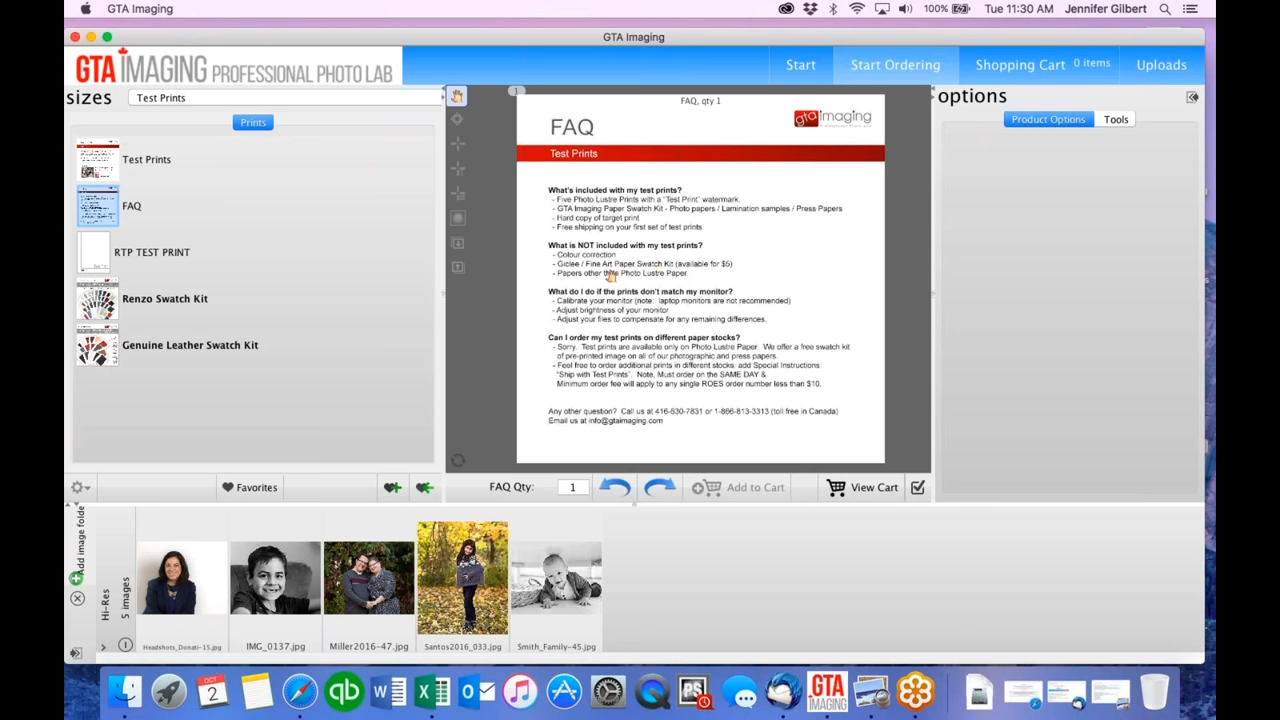 GTA Imaging
100%
Tue 11:30 AM
Jennifer Gilbert
GTA Imaging
GTA IMAGING PROFESSIONAL PHOTO LAB
Start
Start Ordering
Shopping Cart 0 items
Uploads
sizes
Test Prints
Prints
Test Prints
FAQ
RTP TEST PRINT
Renzo Swatch Kit
Genuine Leather Swatch Kit
1
FAQ, qty 1
FAQ
gta imaging
Test Prints
What's included with my test prints?
- Five Photo Lustre Prints with a "Test Print" watermark.
- GTA Imaging Paper Swatch Kit - Photo papers / Lamination samples / Press Papers
- Hard copy of target print
- Free shipping on your first set of test prints
What is NOT included with my test prints?
- Colour correction
- Giclee / Fine Art Paper Swatch Kit (available for $5)
- Papers other Photo Lustre Paper.
What do I do if the prints don't match my monitor?
- Calibrate your monitor (note: laptop monitors are not recommended)
- Adjust brightness of your monitor
- Adjust your files to compensate for any remaining differences.
Can I order my test prints on different paper stocks?
- Sorry. Test prints are available only on Photo Lustre Paper. We offer a free swatch kit
of pre-printed image on all of our photographic and press papers.
- Feel free to order additional prints in different stocks, add Special Instructions:
"Ship with Test Prints". Note, Must order on the SAME DAY &
Minimum order fee will apply to any single ROES order number less than $10.
Any other question? Call us at 416-630-7831 or 1-866-813-3313 (toll free in Canada)
Email us at info@gtaimaging.com
options
Product Options
Tools
Favorites
FAQ Qty:
1
Add to Cart
View Cart
Add image folde
Hi-Res
5 images
Headshots_Donati-15.jpg
IMG_0137.jpg
Miller2016-47.jpg
Santos2016_033.jpg
Smith_Family-45.jpg
OCT
2
qb
W
X
O
PS
GTA
IMAGING